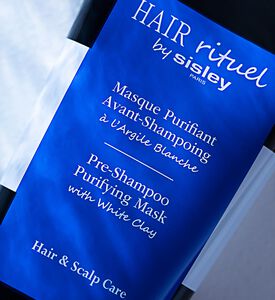 HAIR rituel
by sisley
PARIS
Masque Purifiant
Avant-Shampoing
à l'Argile Blanche
Pre-Shampoo
Purifying Mask
with White Clay
Hair & Scalp Care